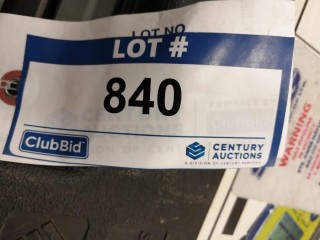 LOT NO
LOT #
840
ClubBid
CENTURY
AUCTIONS
A DIVISION OF CENTURY SERVICES
WARNING